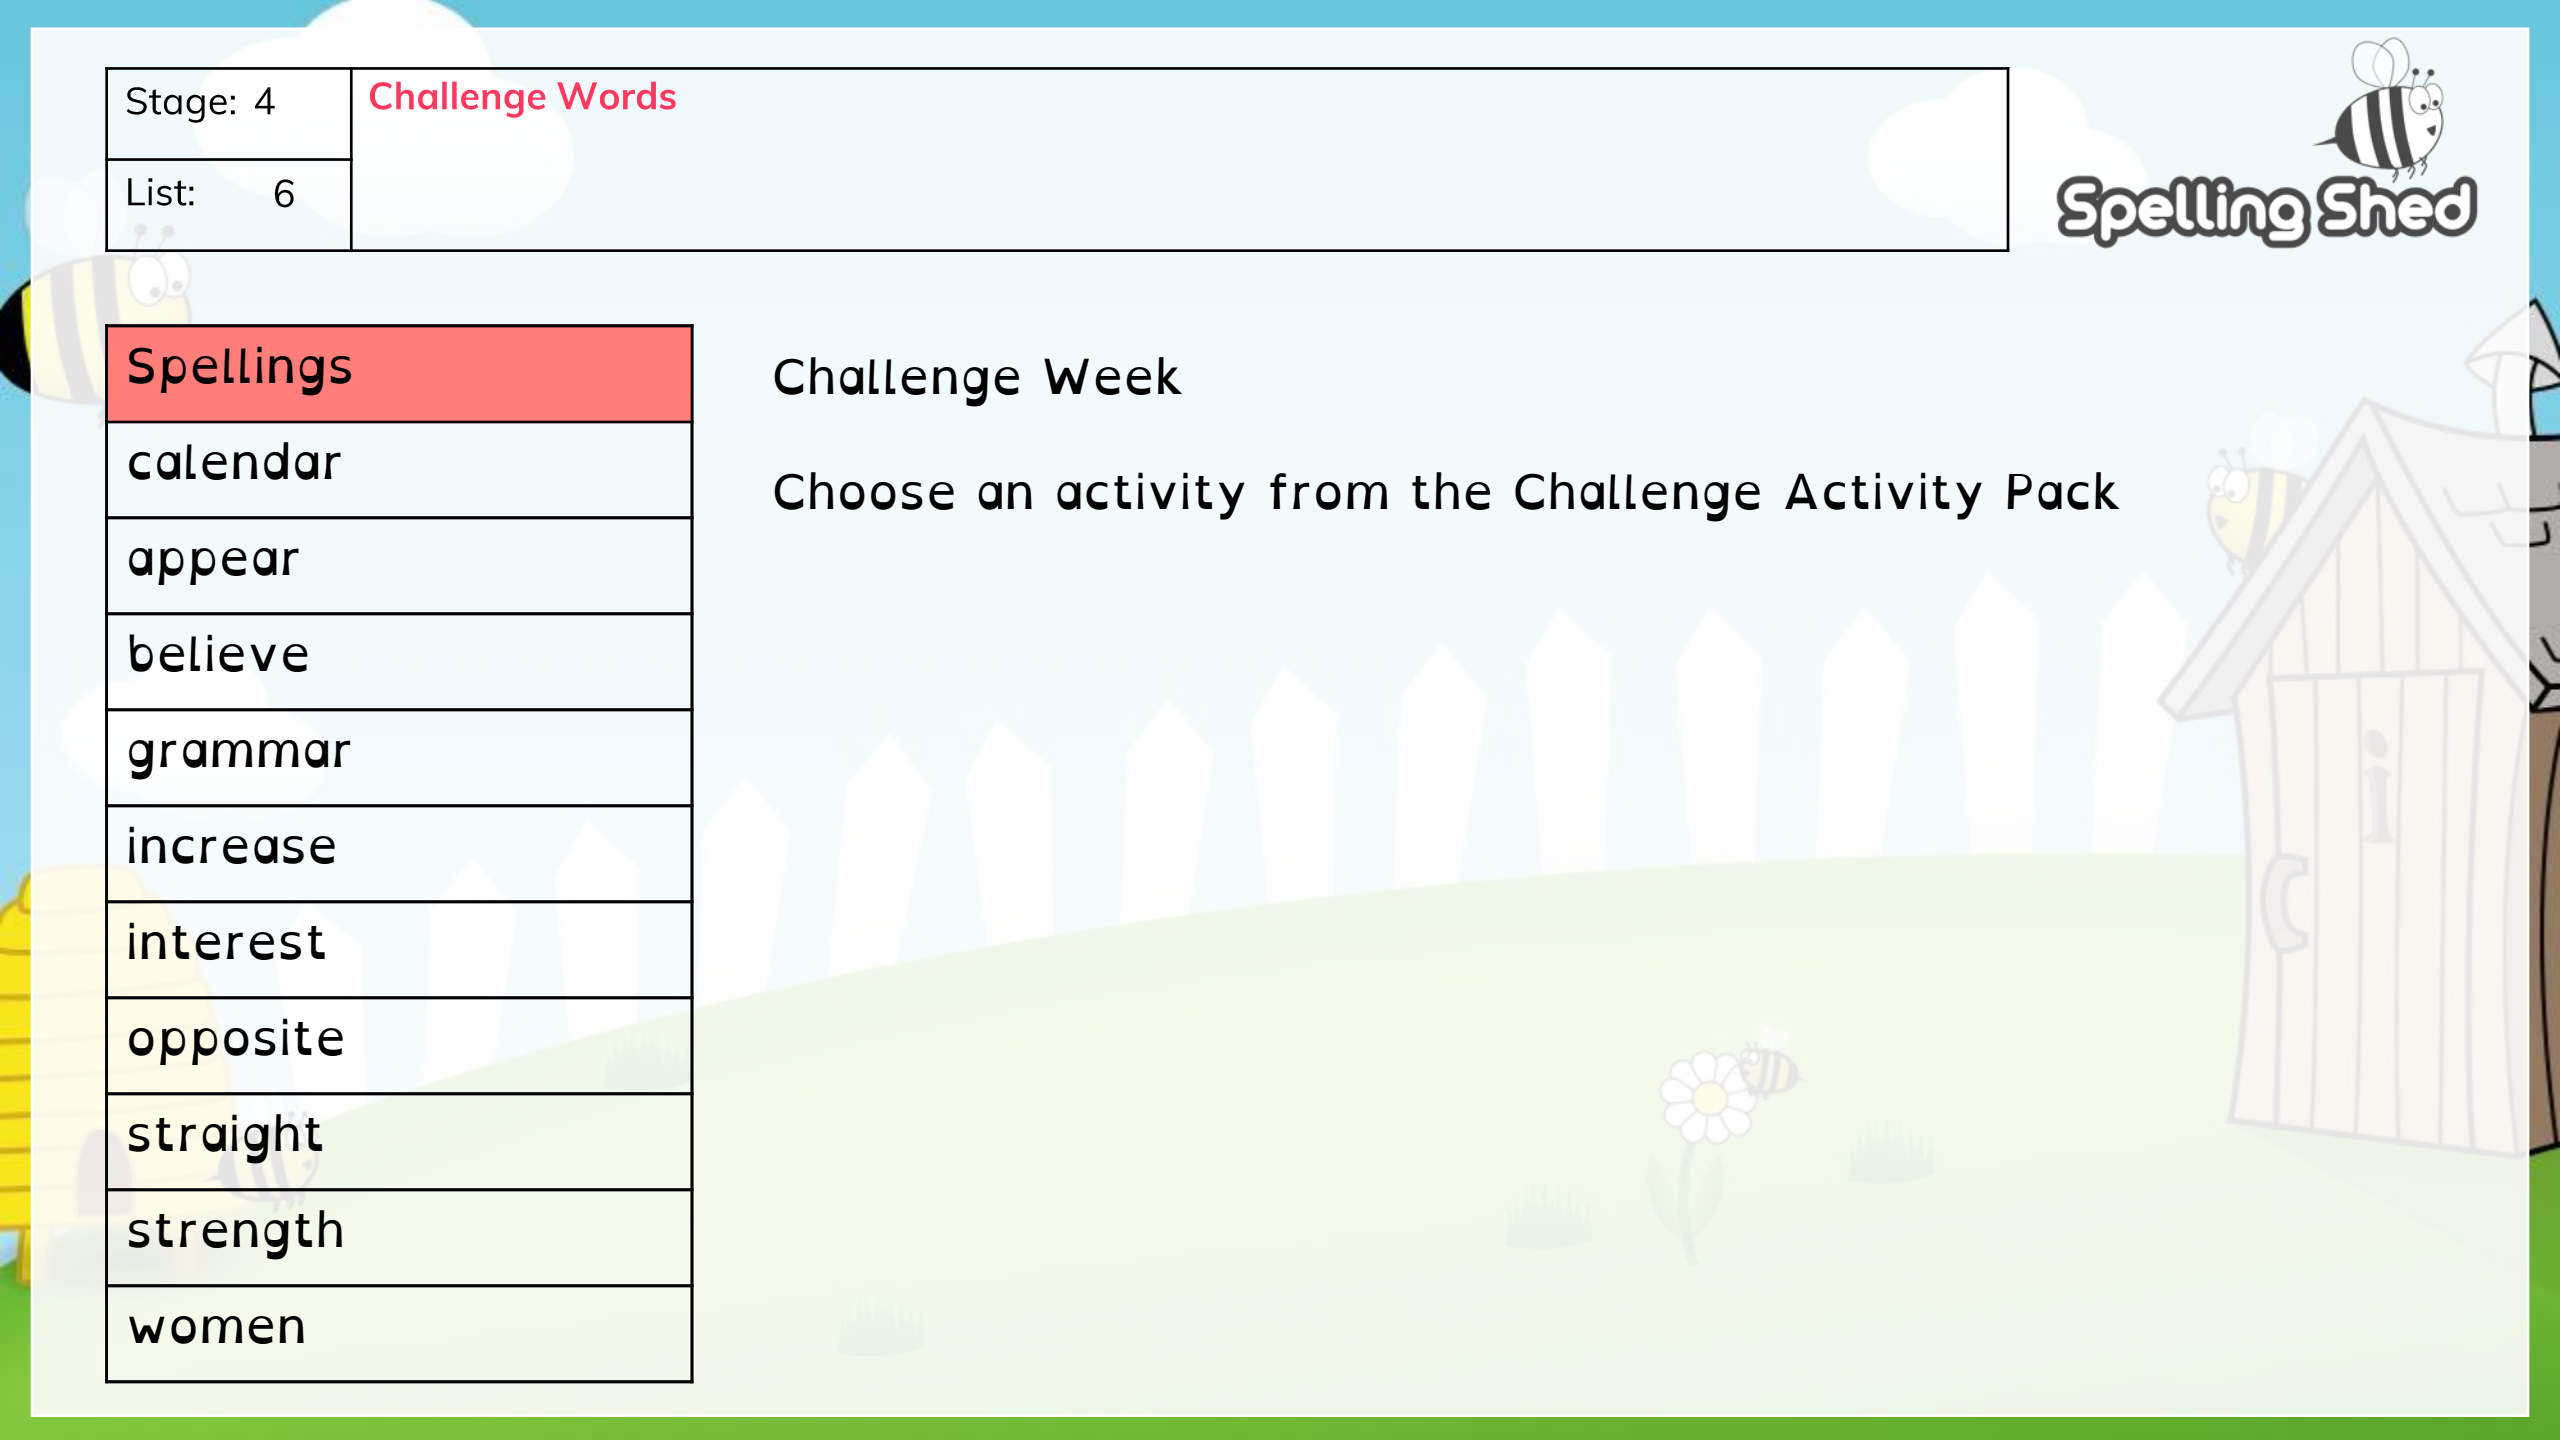 Stage: 4
Challenge Words
List: 6
Spelling Shed
Spellings
calendar
appear
believe
grammar
increase
interest
opposite
straight
strength
women
Challenge Week
Choose an activity from the Challenge Activity Pack
i